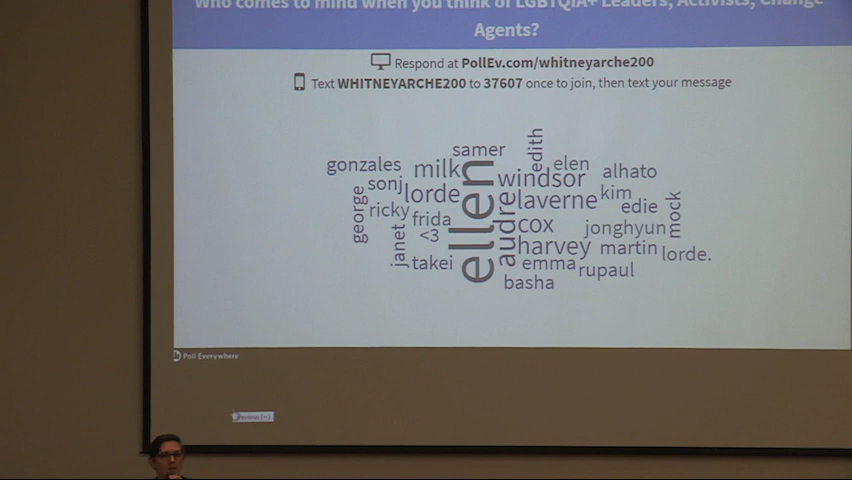 Who comes to mind when you think of LGBTQIA+ Leaders, Activists, Change
Agents?
Respond at PollEv.com/whitneyarche200
Text WHITNEYARCHE200 to 37607 once to join, then text your message
samer
edith
gonzales
milk
elen
alhato
ellen
windsor
sonj
lorde
laverne
kim
george
ricky
frida
audre
edie
mock
<3
cox
jonghyun
janet
harvey
martin
lorde.
takei
emma
rupaul
basha
Poll Everywhere